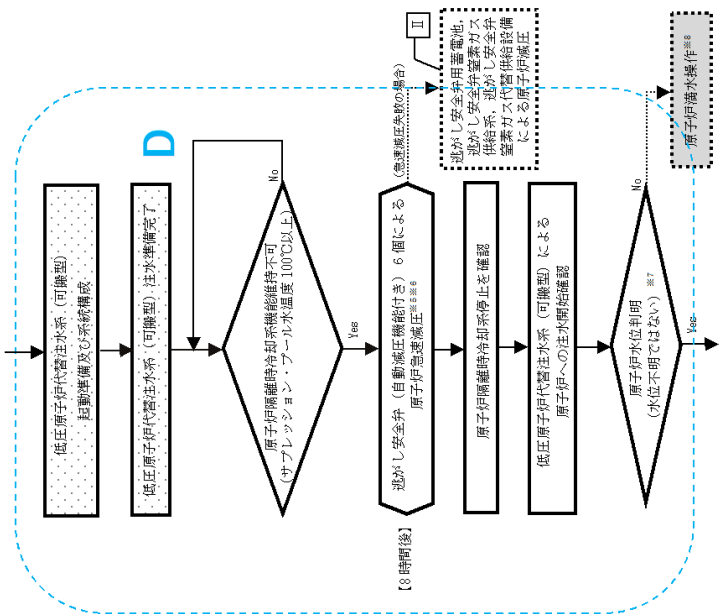 低圧原子炉代替注水系（可搬型）
起動準備及び系統構成
低圧原子炉代替注水系（可搬型）注水準備完了
D
原子炉隔離時冷却系機能維持不可
（サプレッション・プール水温度 100℃以上）
No
Yes
【8 時間後】
逃がし安全弁（自動減圧機能付き）6 個による
原子炉急速減圧※5※6
（急速減圧失敗の場合）
Ⅱ
逃がし安全弁用蓄電池，
逃がし安全弁窒素ガス
供給系，逃がし安全弁
窒素ガス代替供給設備
による原子炉減圧
原子炉隔離時冷却系停止を確認
低圧原子炉代替注水系（可搬型）による
原子炉への注水開始確認
原子炉水位判明
（水位不明ではない）※7
No
Yes
原子炉満水操作※8